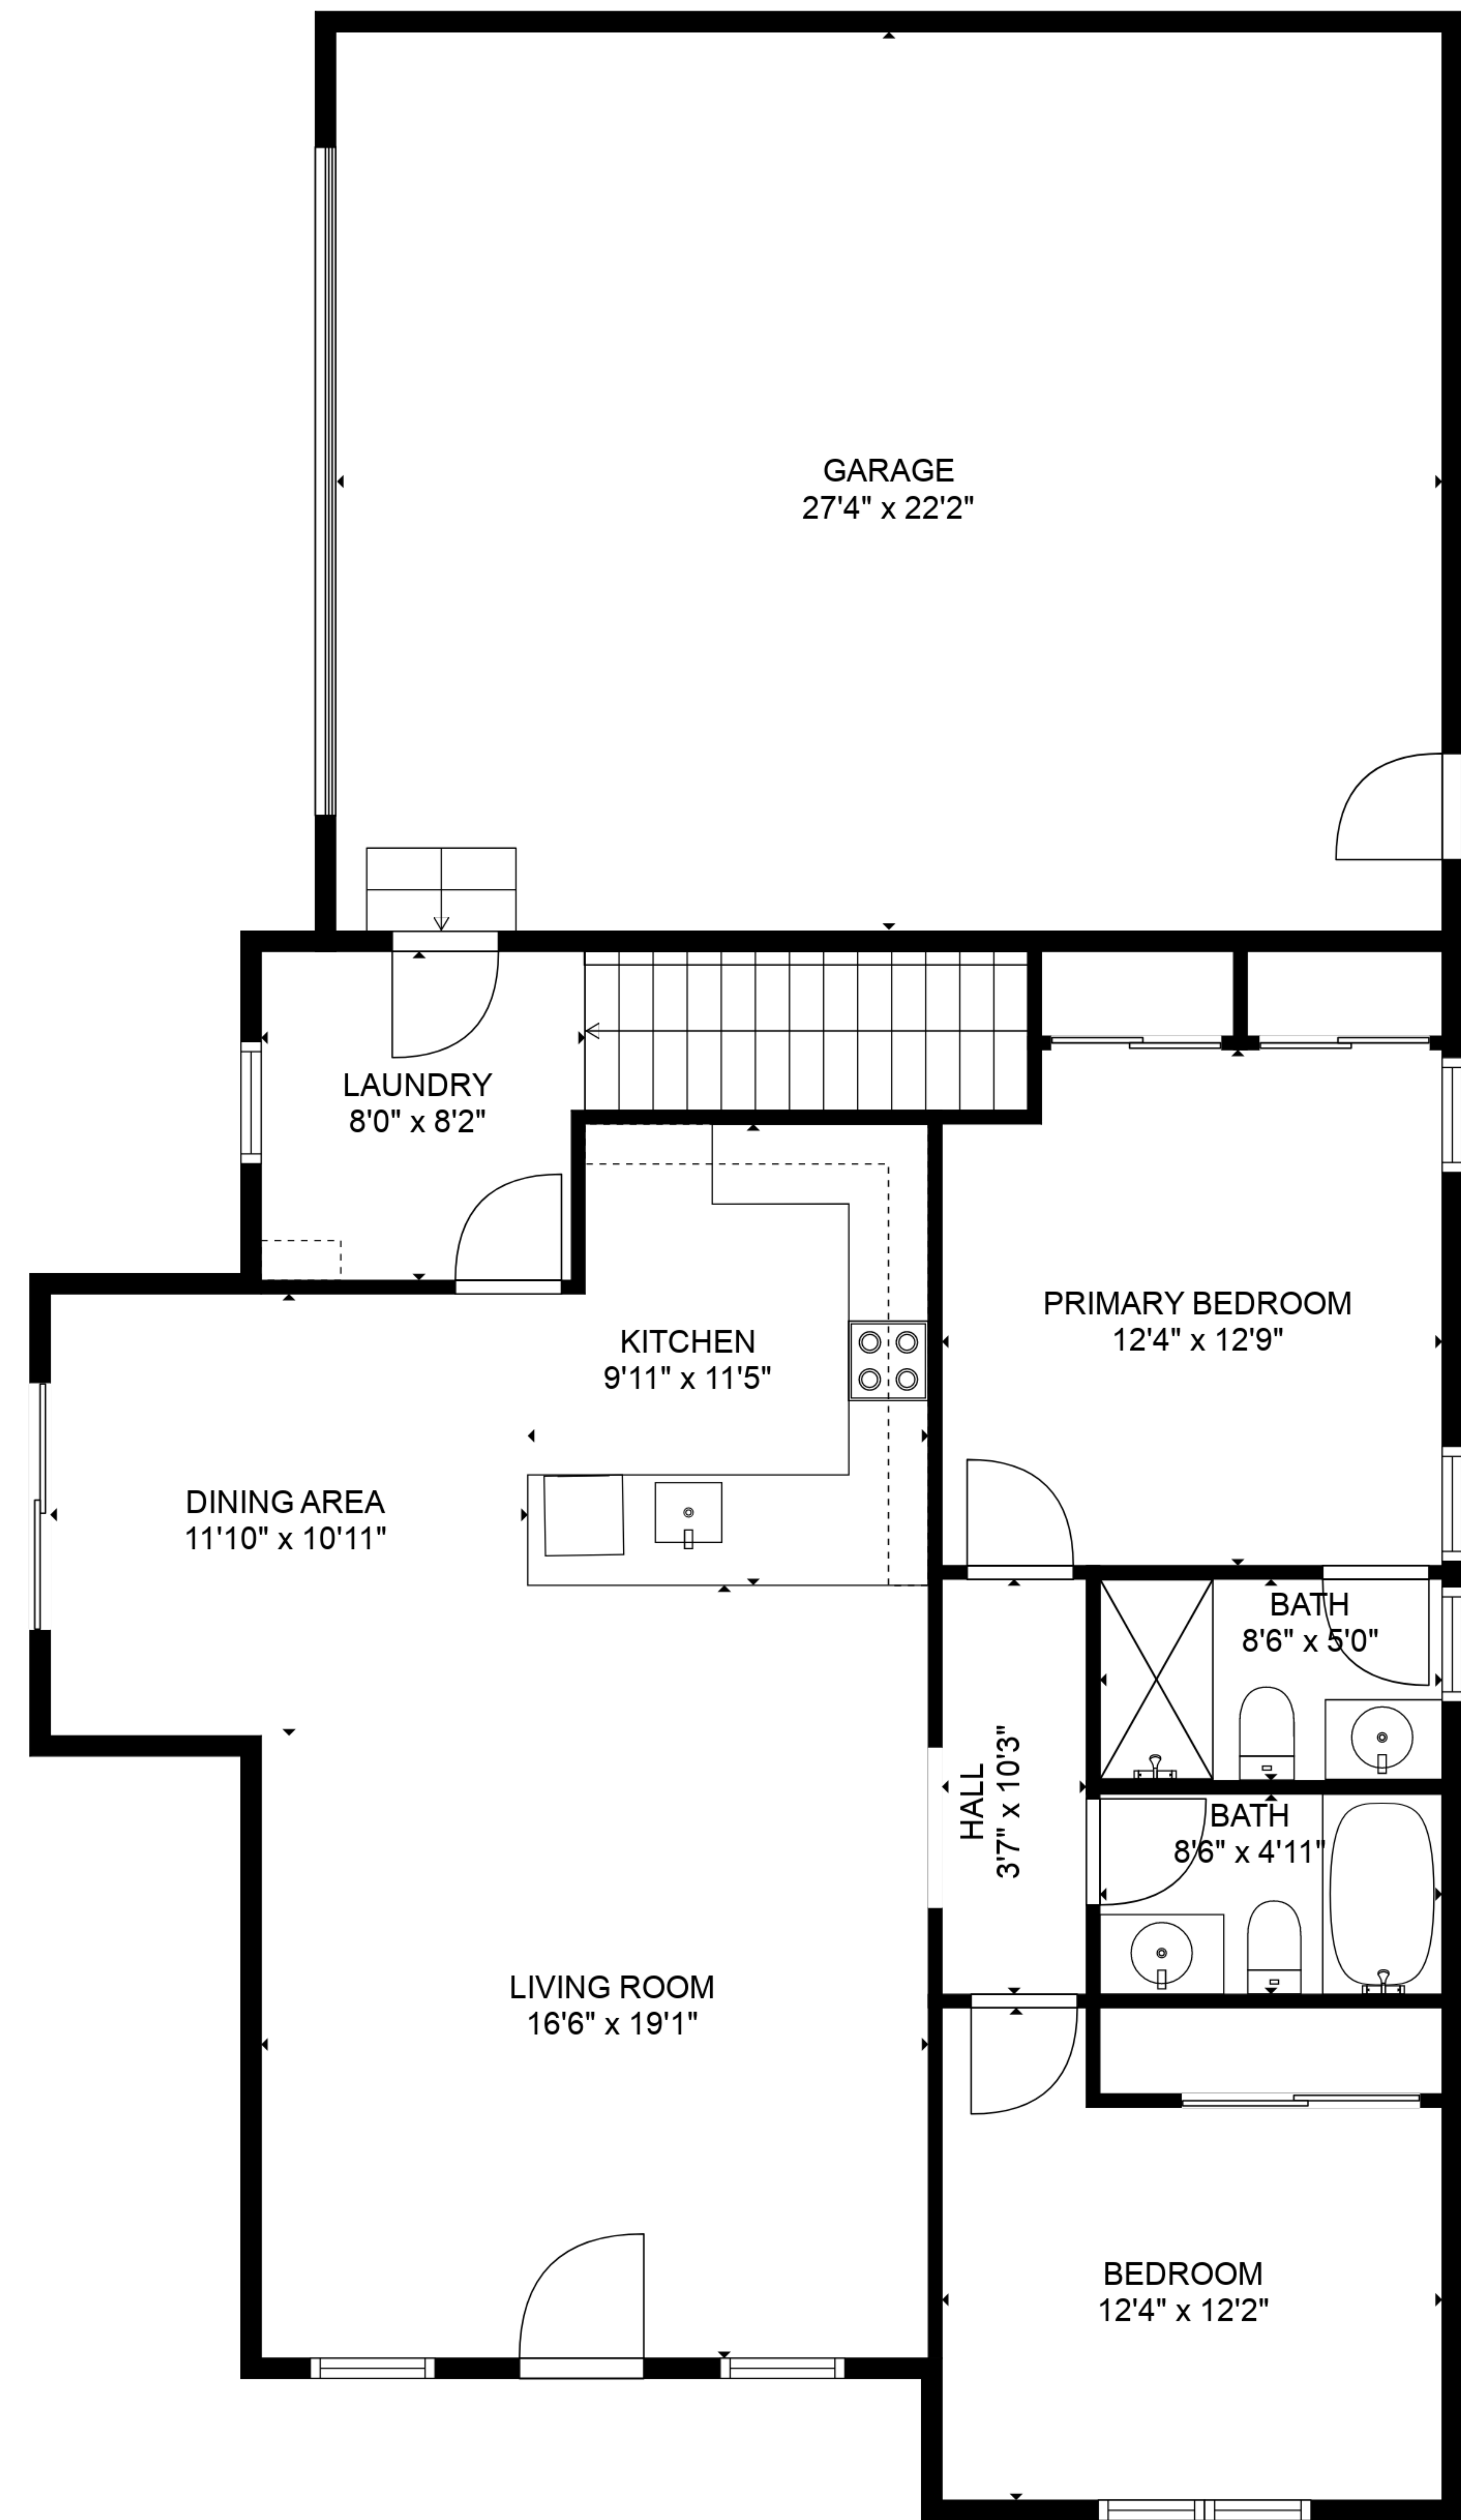 GARAGE
27'4" x 22'2"
LAUNDRY
8'0" x 8'2"
PRIMARY BEDROOM
12'4" x 12'9"
KITCHEN
9'11" x 11'5"
DINING AREA
11'10" x 10'11"
BATH
8'6" x 5'0"
HALL
3'7" x 10'3"
BATH
8'6" x 4'11"
LIVING ROOM
16'6" x 19'1"
BEDROOM
12'4" x 12'2"